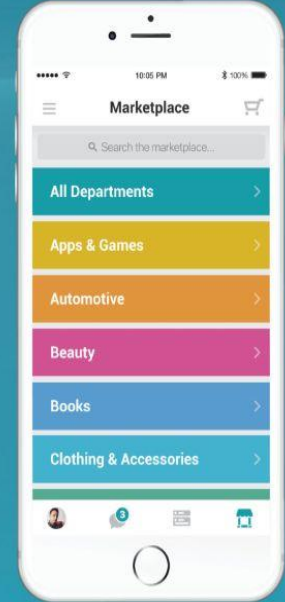 10:05 PM
100%
Marketplace
Search the marketplace...
All Departments
Apps & Games
Automotive
Beauty
Books
Clothing & Accessories
3